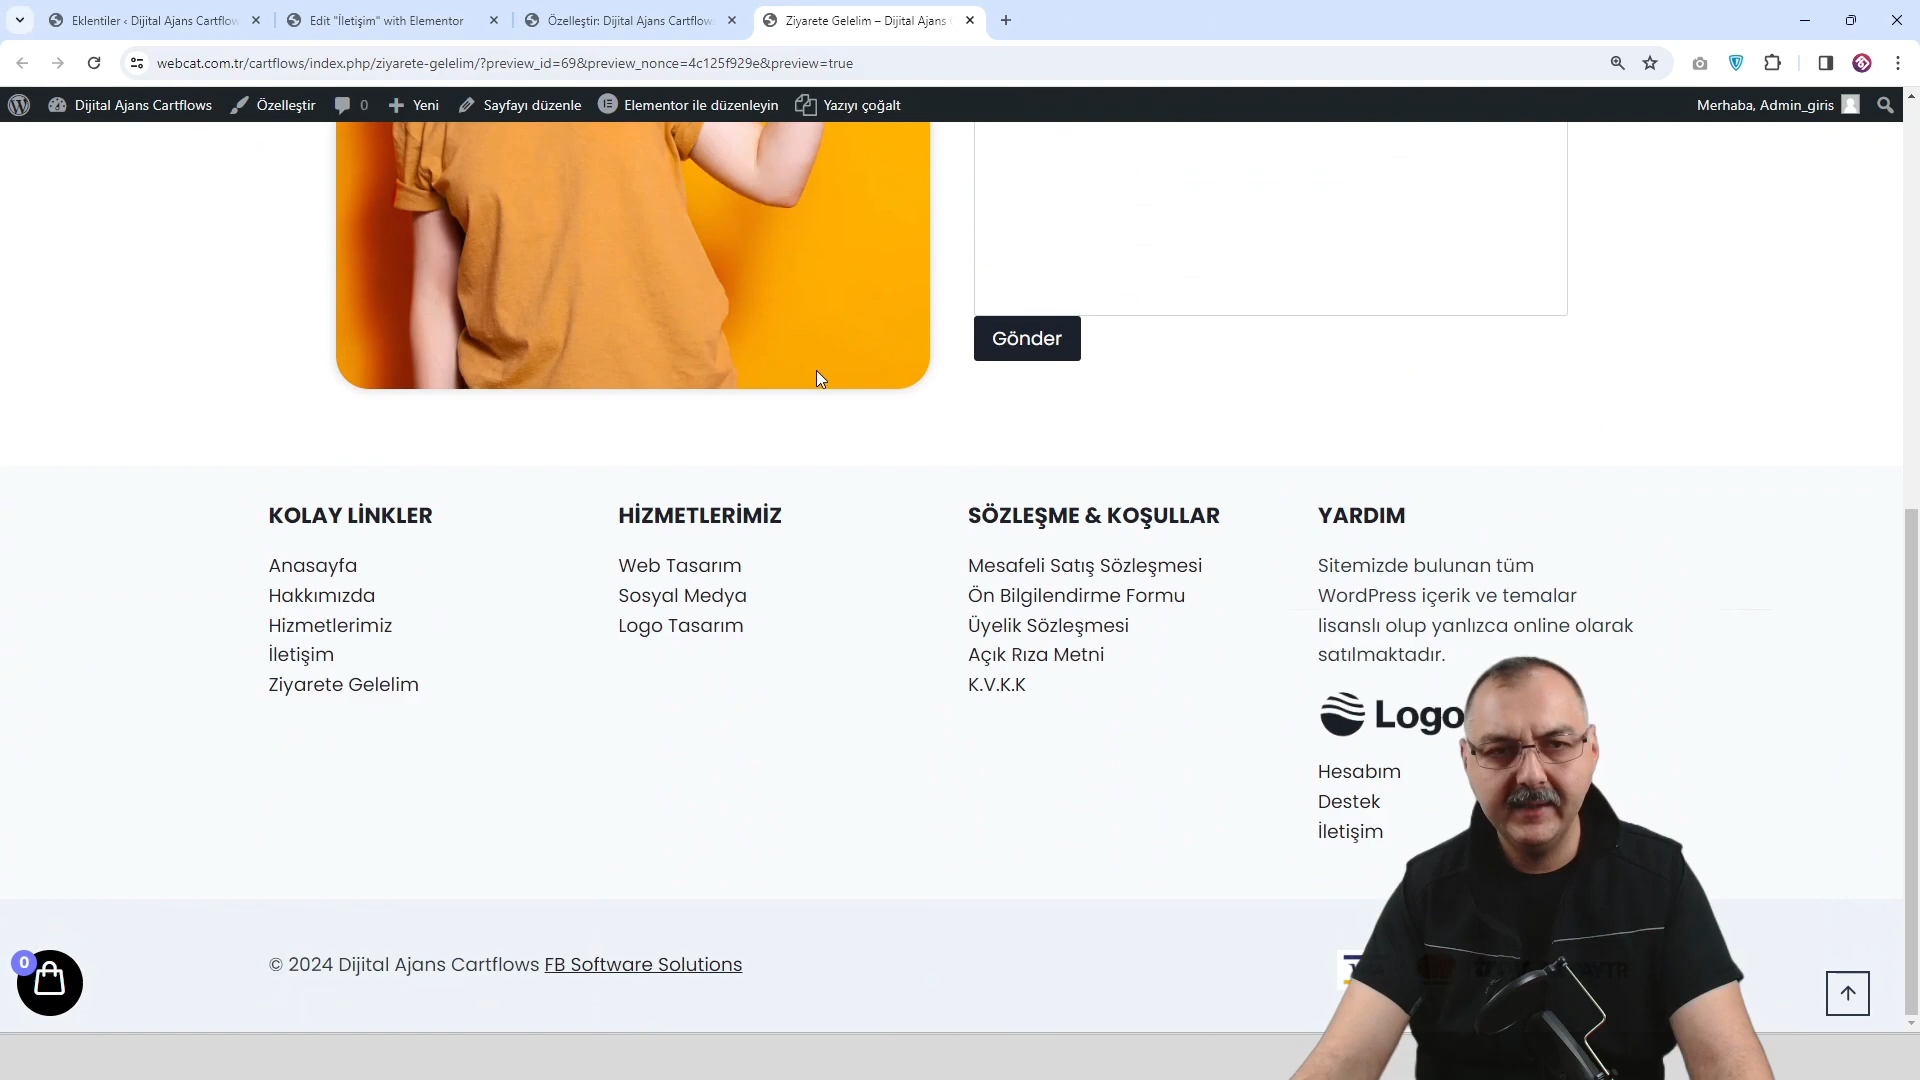 Eklentiler ‹ Dijital Ajans Cartflow
Edit "İletişim" with Elementor
Özelleştir: Dijital Ajans Cartflows
Ziyarete Gelelim – Dijital Ajans
webcat.com.tr/cartflows/index.php/ziyarete-gelelim/?preview_id=69&preview_nonce=4c125f929e&preview=true
Dijital Ajans Cartflows
Özelleştir
0
Yeni
Sayfayı düzenle
Elementor ile düzenleyin
Yazıyı çoğalt
Merhaba, Admin_giris
Gönder
KOLAY LİNKLER
Anasayfa
Hakkımızda
Hizmetlerimiz
İletişim
Ziyarete Gelelim
HİZMETLERİMİZ
Web Tasarım
Sosyal Medya
Logo Tasarım
SÖZLEŞME & KOŞULLAR
Mesafeli Satış Sözleşmesi
Ön Bilgilendirme Formu
Üyelik Sözleşmesi
Açık Rıza Metni
K.V.K.K
YARDIM
Sitemizde bulunan tüm
WordPress içerik ve temalar
lisanslı olup yanlızca online olarak
satılmaktadır.
Logo
Hesabım
Destek
İletişim
0
© 2024 Dijital Ajans Cartflows FB Software Solutions